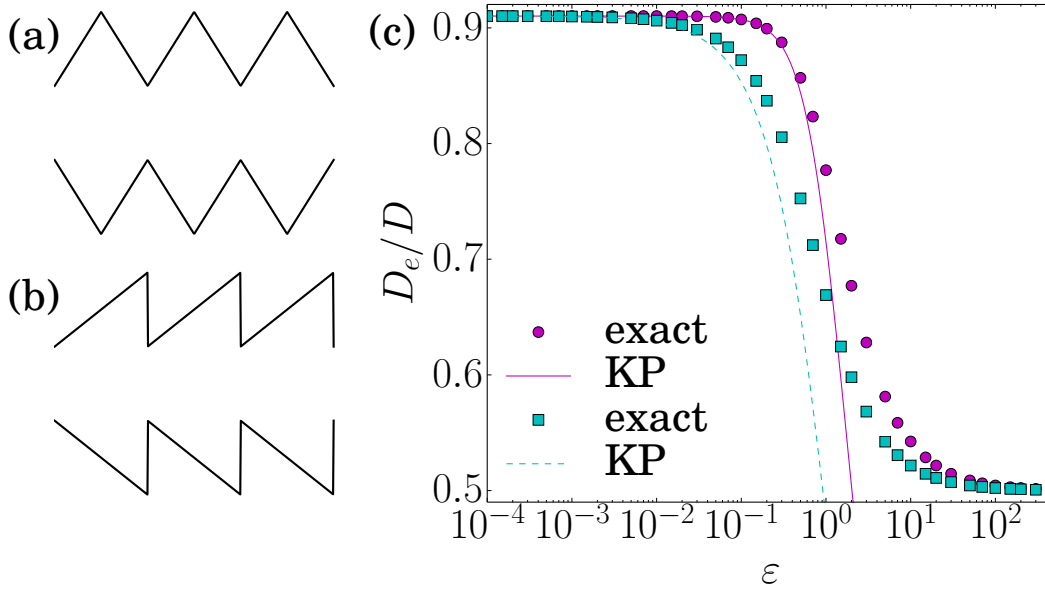 (a)
(b)
(c)
0.9
0.8
0.7
0.6
0.5
D_e/D
exact
KP
exact
KP
10^{-4} 10^{-3} 10^{-2} 10^{-1} 10^0 10^1 10^2
ε